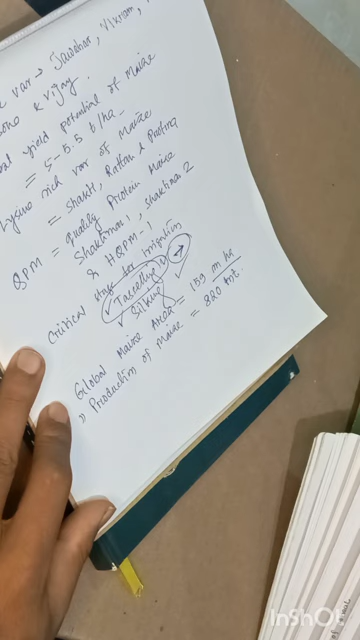 var → Jawahar, Vikram,
& Vijay.
yield potential of Maize
= 5-5.5 t/ha
Lysine rich var of Maize
= Shakti, Rattan & Protina
QPM = Quality Protein Maize
Shaktiman 1, Shaktiman 2
& HQPM-1
Critical stage for irrigation
✓ Tasselling →
✓ Silking ✓
Global Maize Area = 159 m ha
" Production of Maize = 820 mt.
InShOt